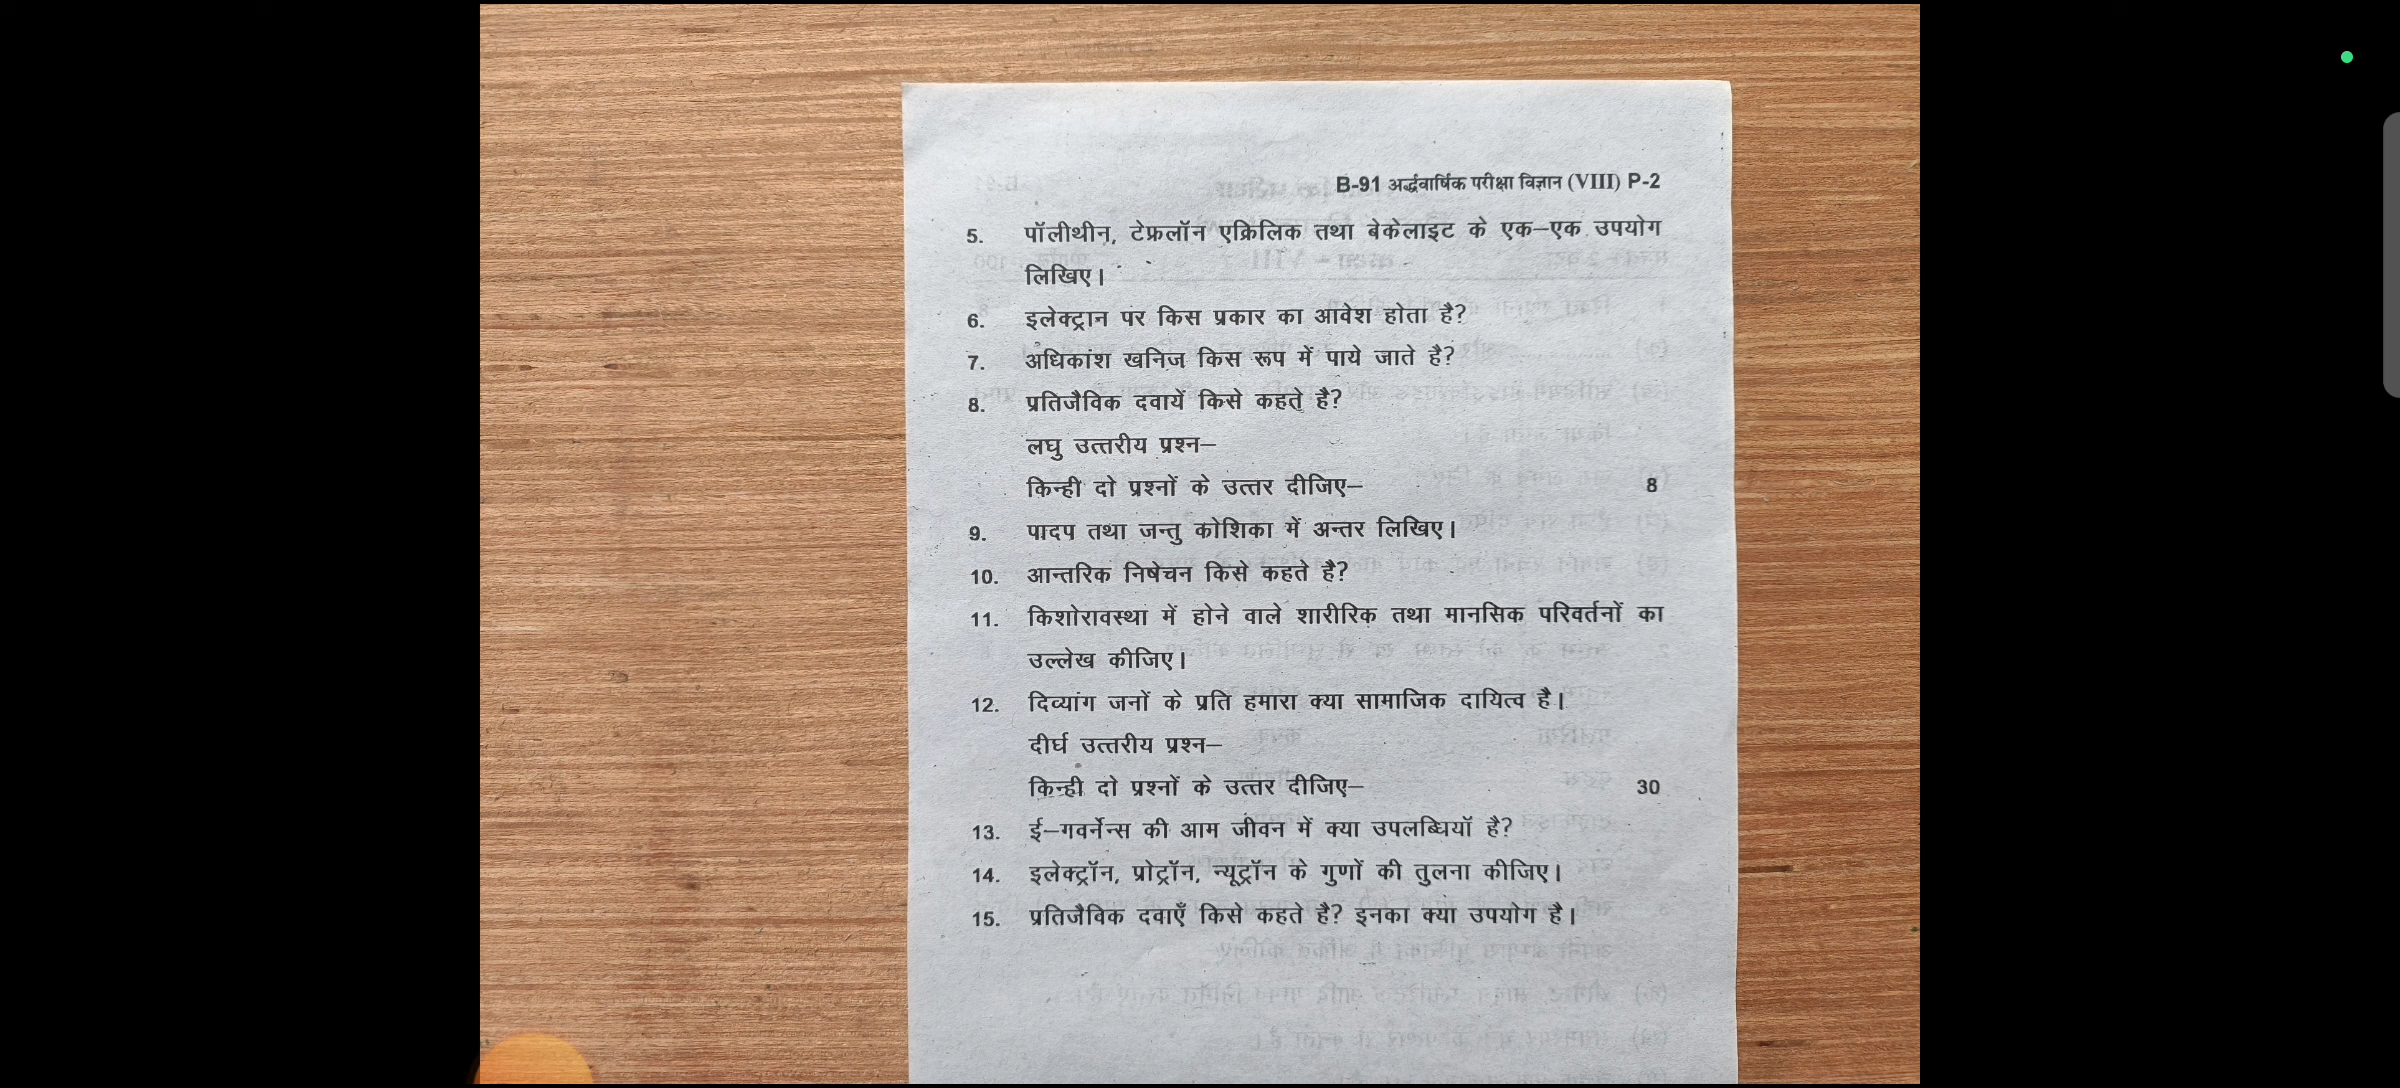 B-91 अर्द्धवार्षिक परीक्षा विज्ञान (VIII) P-2
5. पॉलीथीन, टेफ्रलॉन एक्रिलिक तथा बेकेलाइट के एक–एक उपयोग
लिखिए।
6. इलेक्ट्रान पर किस प्रकार का आवेश होता है?
7. अधिकांश खनिज किस रूप में पाये जाते है?
8. प्रतिजैविक दवायें किसे कहते है?
लघु उत्तरीय प्रश्न–
किन्ही दो प्रश्नों के उत्तर दीजिए– 8
9. पादप तथा जन्तु कोशिका में अन्तर लिखिए।
10. आन्तरिक निषेचन किसे कहते है?
11. किशोरावस्था में होने वाले शारीरिक तथा मानसिक परिवर्तनों का
उल्लेख कीजिए।
12. दिव्यांग जनों के प्रति हमारा क्या सामाजिक दायित्व है।
दीर्घ उत्तरीय प्रश्न–
किन्ही दो प्रश्नों के उत्तर दीजिए– 30
13. ई–गवर्नेन्स की आम जीवन में क्या उपलब्धियॉ है?
14. इलेक्ट्रॉन, प्रोट्रॉन, न्यूट्रॉन के गुणों की तुलना कीजिए।
15. प्रतिजैविक दवाएँ किसे कहते है? इनका क्या उपयोग है।